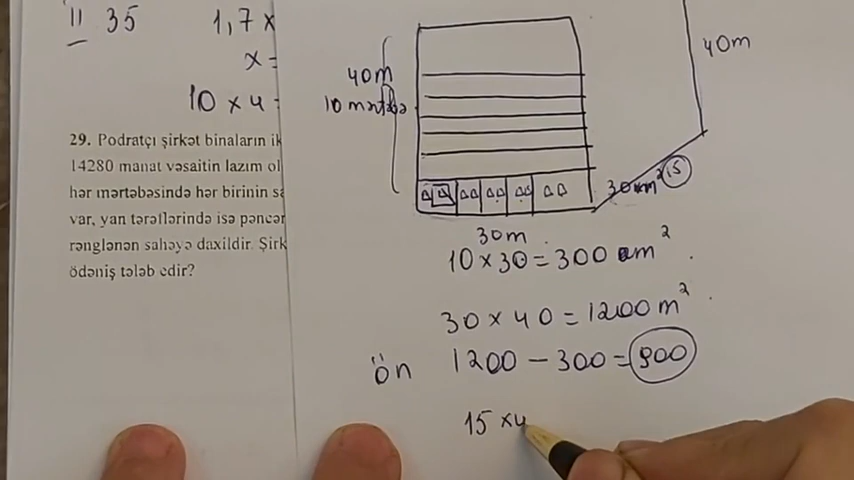 II 35
1,7 x
x =
10 x 4 =
29. Podratçı şirkət binaların ik
14280 manat vəsaitin lazım ol
hər mərtəbəsində hər birinin sa
var, yan tərəflərində isə pəncər
rənglənən sahəyə daxildir. Şirk
ödəniş tələb edir?
40m
10 mərtəbə
40m
15
30m
10 x 30 = 300 m²
30 x 40 = 1200 m²
ön 1200 - 300 = 900
15 x 4